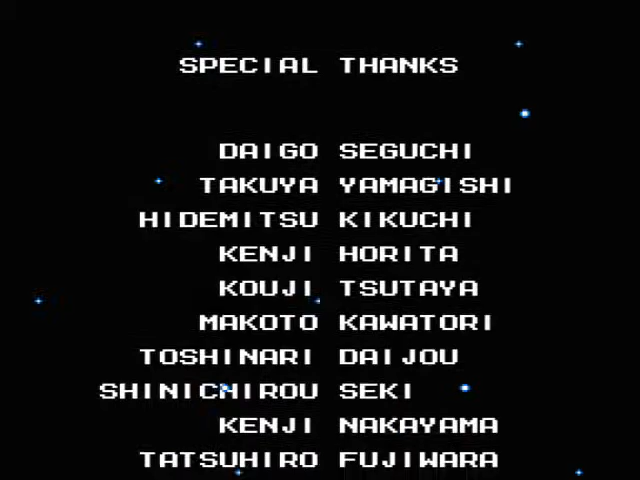 SPECIAL THANKS
DAIGO SEGUCHI
TAKUYA YAMAGISHI
HIDEMITSU KIKUCHI
KENJI HORITA
KOUJI TSUTAYA
MAKOTO KAWATORI
TOSHINARI DAIJOU
SHINICHIROU SEKI
KENJI NAKAYAMA
TATSUHIRO FUJIWARA